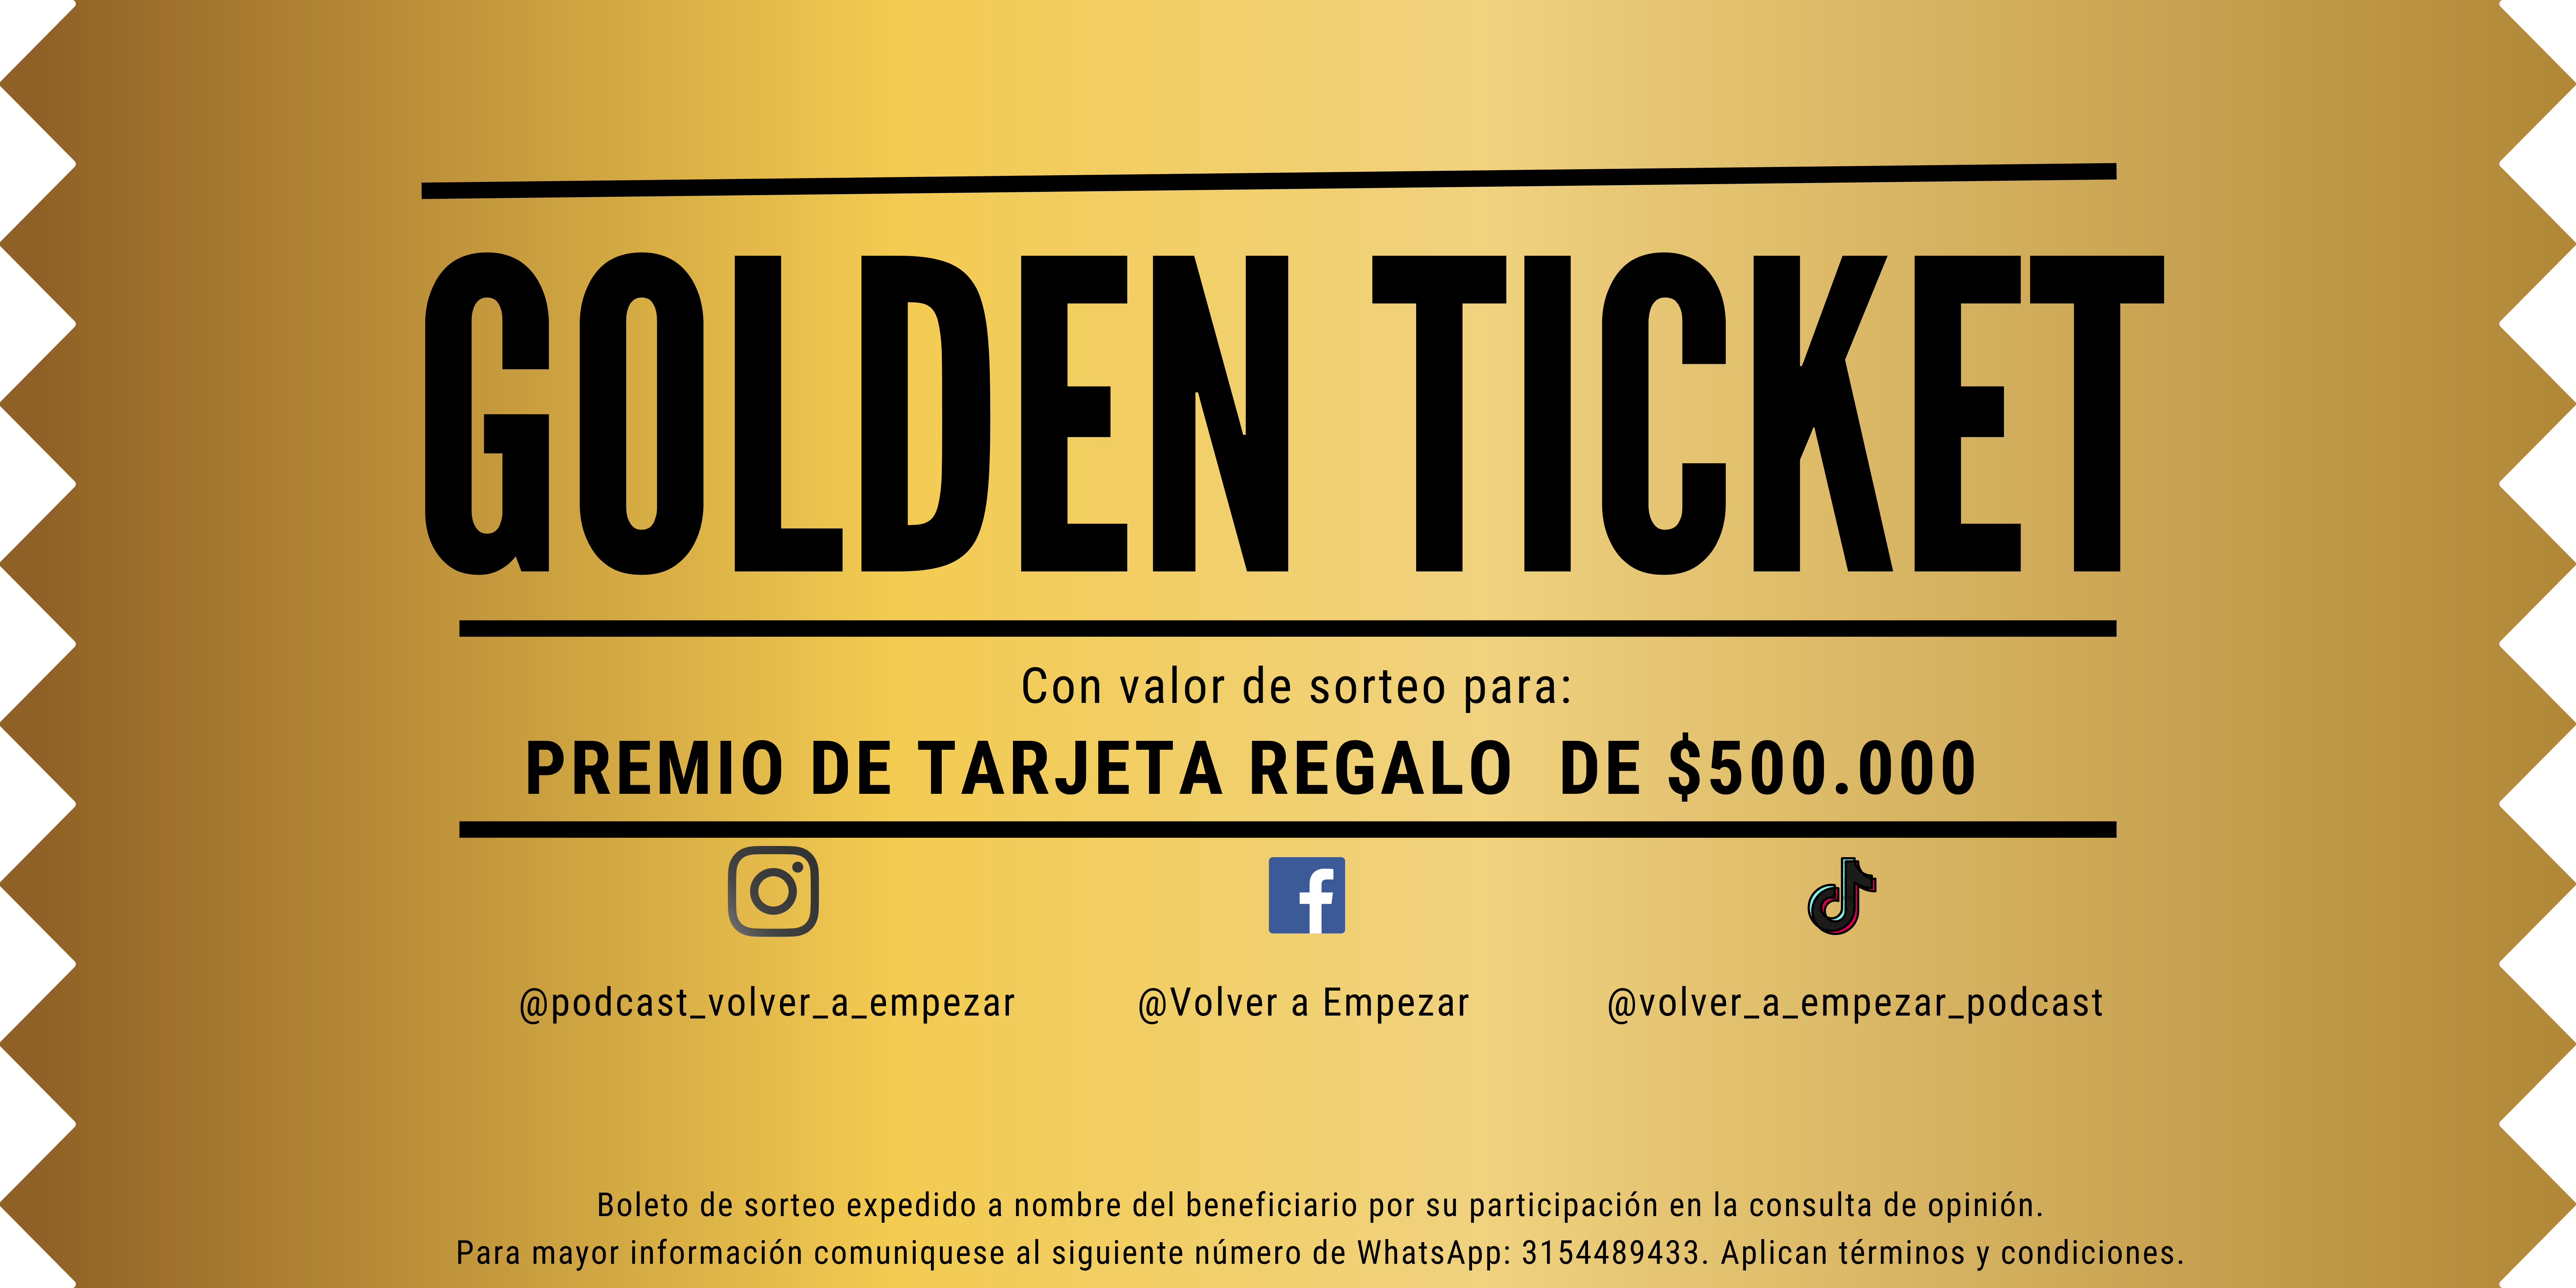 GOLDEN TICKET
Con valor de sorteo para:
PREMIO DE TARJETA REGALO  DE $500.000
@podcast_volver_a_empezar
@Volver a Empezar
@volver_a_empezar_podcast
Boleto de sorteo expedido a nombre del beneficiario por su participación en la consulta de opinión.
Para mayor información comuniquese al siguiente número de WhatsApp: 3154489433. Aplican términos y condiciones.